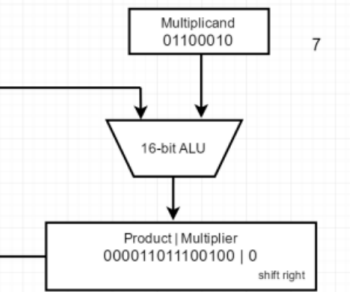 Multiplicand
01100010
7
16-bit ALU
Product | Multiplier
000011011100100 | 0
shift right